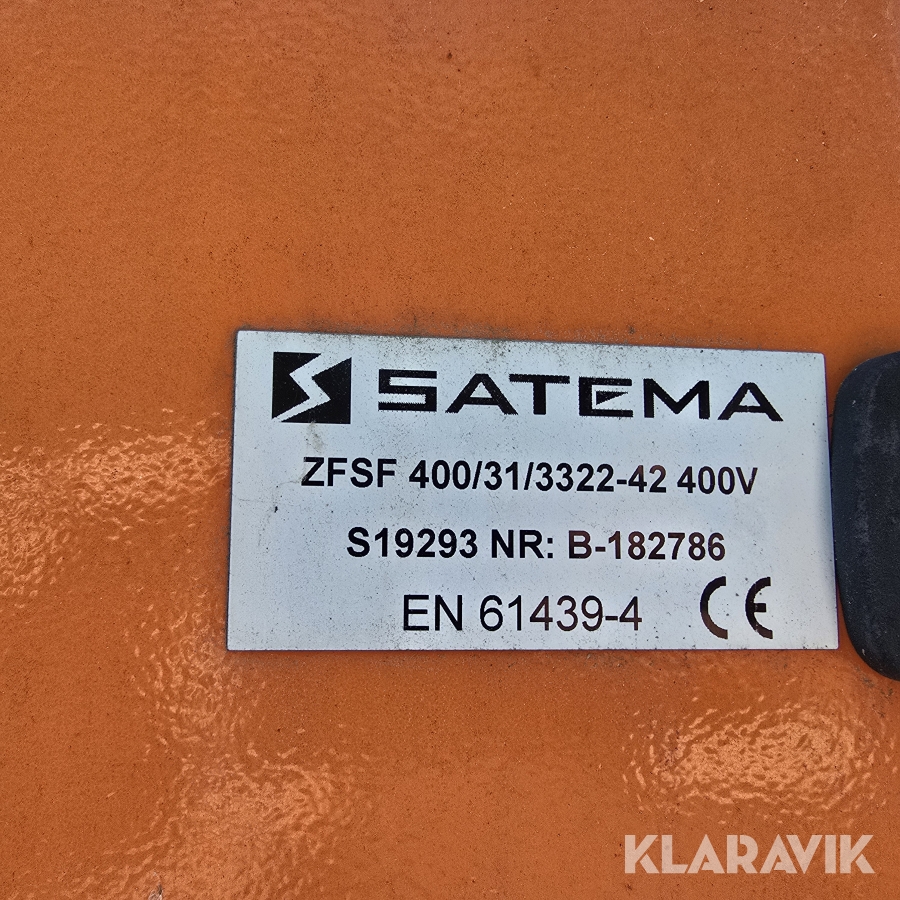 SATEMA
ZFSF 400/31/3322-42 400V
S19293 NR: B-182786
EN 61439-4 CE
KLARAVIK